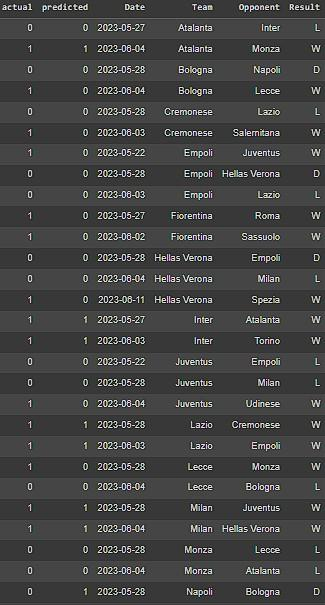 actual predicted Date Team Opponent Result
0 0 2023-05-27 Atalanta Inter L
1 1 2023-06-04 Atalanta Monza W
0 0 2023-05-28 Bologna Napoli D
1 0 2023-06-04 Bologna Lecce W
0 0 2023-05-28 Cremonese Lazio L
1 0 2023-06-03 Cremonese Salernitana W
1 0 2023-05-22 Empoli Juventus W
0 0 2023-05-28 Empoli Hellas Verona D
0 0 2023-06-03 Empoli Lazio L
1 0 2023-05-27 Fiorentina Roma W
1 0 2023-06-02 Fiorentina Sassuolo W
0 0 2023-05-28 Hellas Verona Empoli D
0 0 2023-06-04 Hellas Verona Milan L
1 0 2023-06-11 Hellas Verona Spezia W
1 1 2023-05-27 Inter Atalanta W
1 1 2023-06-03 Inter Torino W
0 0 2023-05-22 Juventus Empoli L
0 0 2023-05-28 Juventus Milan L
1 0 2023-06-04 Juventus Udinese W
1 1 2023-05-28 Lazio Cremonese W
1 1 2023-06-03 Lazio Empoli W
1 0 2023-05-28 Lecce Monza W
0 0 2023-06-04 Lecce Bologna L
1 1 2023-05-28 Milan Juventus W
1 1 2023-06-04 Milan Hellas Verona W
0 0 2023-05-28 Monza Lecce L
0 0 2023-06-04 Monza Atalanta L
0 1 2023-05-28 Napoli Bologna D